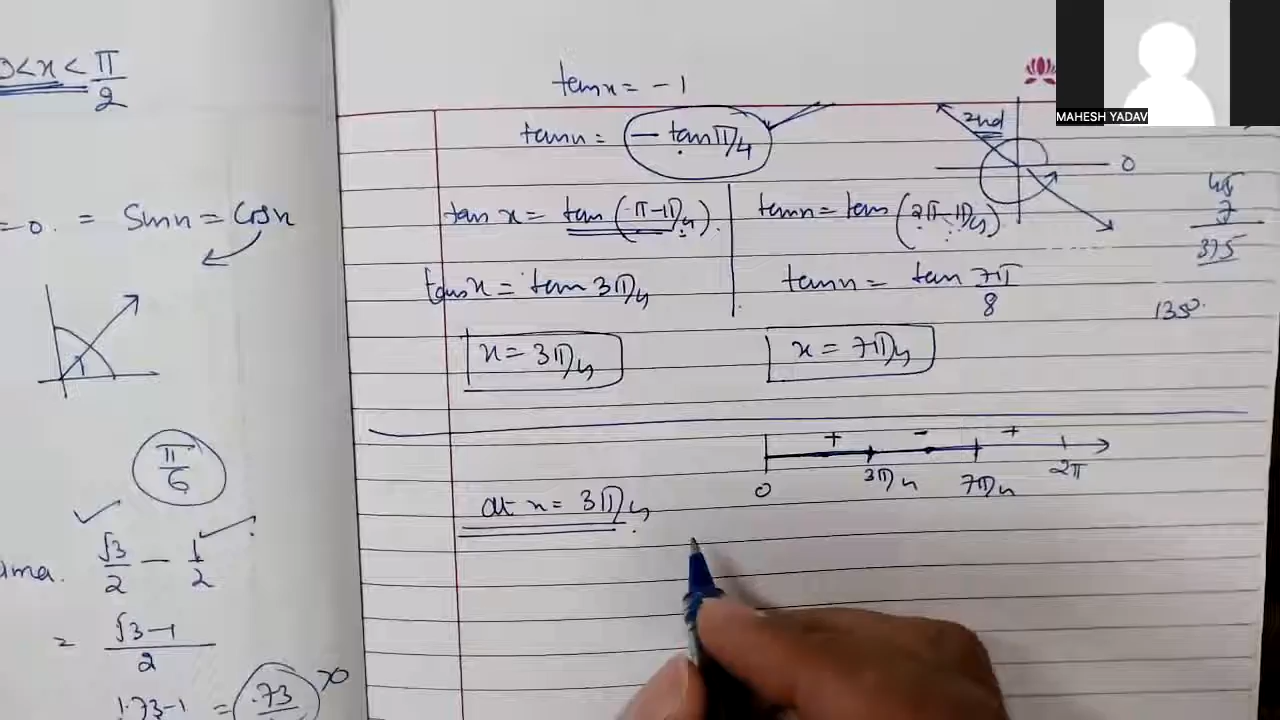 0<x<π/2
=0. = Sinx = Cosx
π/6
√3/2 − 1/2
= √3−1/2
1.73−1 = .73 >0
tanx = −1
tanx = − tanπ/4
tan x = tan(π−π/4).
tanx = tan 3π/4
x = 3π/4
tanx = tan(2π−π/4)
tanx = tan 7π/8
x = 7π/4
2nd
0
45
7
315
135°.
+ − +
0 3π/4 7π/4 2π
at x = 3π/4
MAHESH YADAV